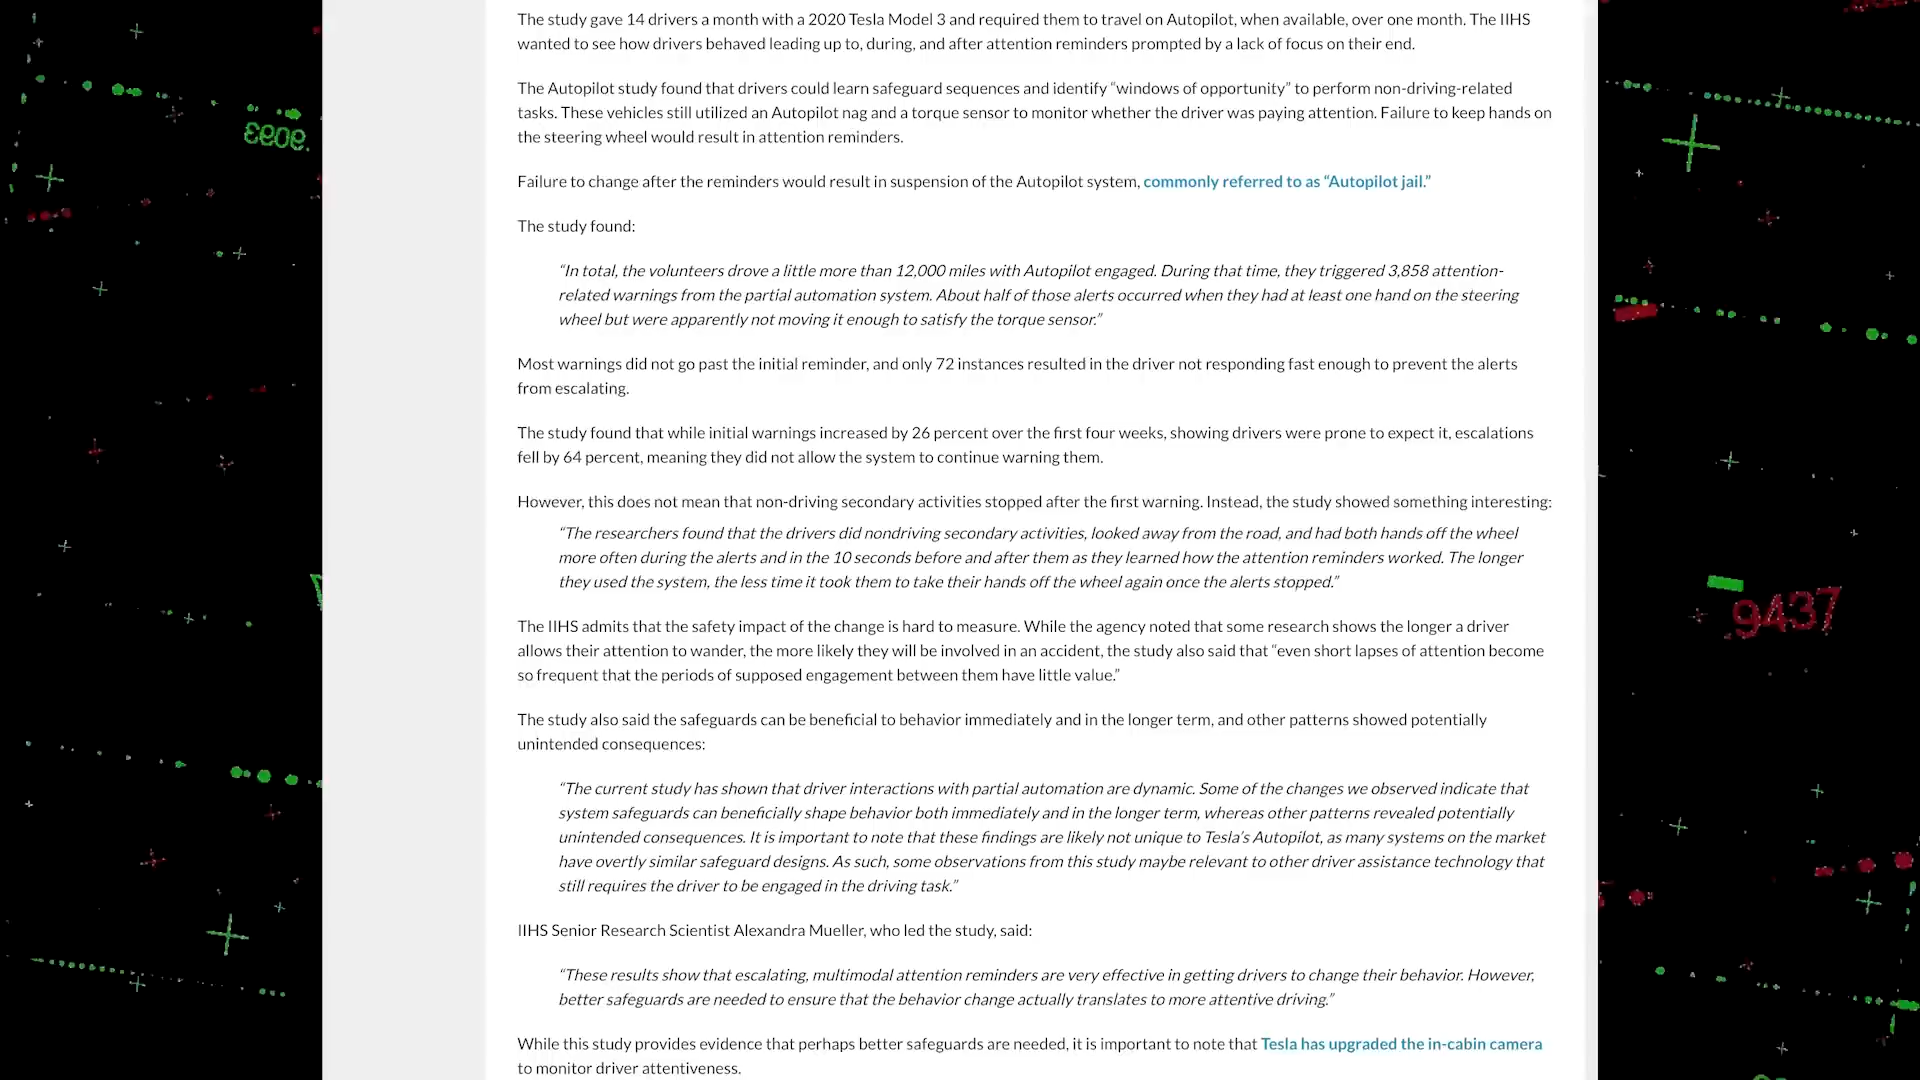 The study gave 14 drivers a month with a 2020 Tesla Model 3 and required them to travel on Autopilot, when available, over one month. The IIHS
wanted to see how drivers behaved leading up to, during, and after attention reminders prompted by a lack of focus on their end.
The Autopilot study found that drivers could learn safeguard sequences and identify “windows of opportunity” to perform non-driving-related
tasks. These vehicles still utilized an Autopilot nag and a torque sensor to monitor whether the driver was paying attention. Failure to keep hands on
the steering wheel would result in attention reminders.
Failure to change after the reminders would result in suspension of the Autopilot system, commonly referred to as “Autopilot jail.”
The study found:
“In total, the volunteers drove a little more than 12,000 miles with Autopilot engaged. During that time, they triggered 3,858 attention-
related warnings from the partial automation system. About half of those alerts occurred when they had at least one hand on the steering
wheel but were apparently not moving it enough to satisfy the torque sensor.”
Most warnings did not go past the initial reminder, and only 72 instances resulted in the driver not responding fast enough to prevent the alerts
from escalating.
The study found that while initial warnings increased by 26 percent over the first four weeks, showing drivers were prone to expect it, escalations
fell by 64 percent, meaning they did not allow the system to continue warning them.
However, this does not mean that non-driving secondary activities stopped after the first warning. Instead, the study showed something interesting:
“The researchers found that the drivers did nondriving secondary activities, looked away from the road, and had both hands off the wheel
more often during the alerts and in the 10 seconds before and after them as they learned how the attention reminders worked. The longer
they used the system, the less time it took them to take their hands off the wheel again once the alerts stopped.”
The IIHS admits that the safety impact of the change is hard to measure. While the agency noted that some research shows the longer a driver
allows their attention to wander, the more likely they will be involved in an accident, the study also said that “even short lapses of attention become
so frequent that the periods of supposed engagement between them have little value.”
The study also said the safeguards can be beneficial to behavior immediately and in the longer term, and other patterns showed potentially
unintended consequences:
“The current study has shown that driver interactions with partial automation are dynamic. Some of the changes we observed indicate that
system safeguards can beneficially shape behavior both immediately and in the longer term, whereas other patterns revealed potentially
unintended consequences. It is important to note that these findings are likely not unique to Tesla’s Autopilot, as many systems on the market
have overtly similar safeguard designs. As such, some observations from this study maybe relevant to other driver assistance technology that
still requires the driver to be engaged in the driving task.”
IIHS Senior Research Scientist Alexandra Mueller, who led the study, said:
“These results show that escalating, multimodal attention reminders are very effective in getting drivers to change their behavior. However,
better safeguards are needed to ensure that the behavior change actually translates to more attentive driving.”
While this study provides evidence that perhaps better safeguards are needed, it is important to note that Tesla has upgraded the in-cabin camera
to monitor driver attentiveness.
.9437